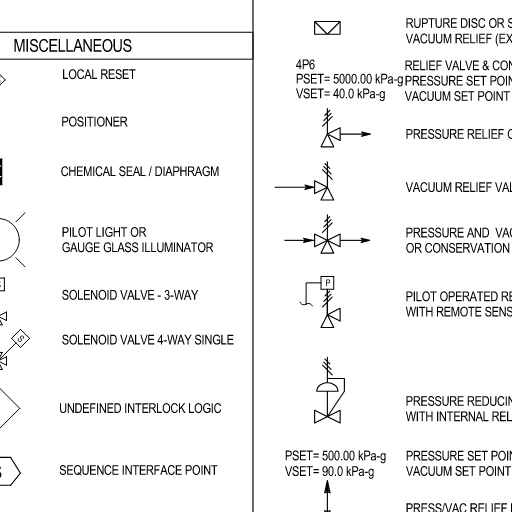 MISCELLANEOUS
LOCAL RESET
POSITIONER
CHEMICAL SEAL / DIAPHRAGM
PILOT LIGHT OR
GAUGE GLASS ILLUMINATOR
SOLENOID VALVE - 3-WAY
S
SOLENOID VALVE 4-WAY SINGLE
UNDEFINED INTERLOCK LOGIC
SEQUENCE INTERFACE POINT
RUPTURE DISC OR
VACUUM RELIEF (EX
4P6
PSET= 5000.00 kPa-g
VSET= 40.0 kPa-g
RELIEF VALVE & CON
PRESSURE SET POIN
VACUUM SET POINT
PRESSURE RELIEF
VACUUM RELIEF VAL
PRESSURE AND VAC
OR CONSERVATION
P
PILOT OPERATED RE
WITH REMOTE SENS
PRESSURE REDUCIN
WITH INTERNAL REL
PSET= 500.00 kPa-g
VSET= 90.0 kPa-g
PRESSURE SET POIN
VACUUM SET POINT
PRESS/VAC RELIEF